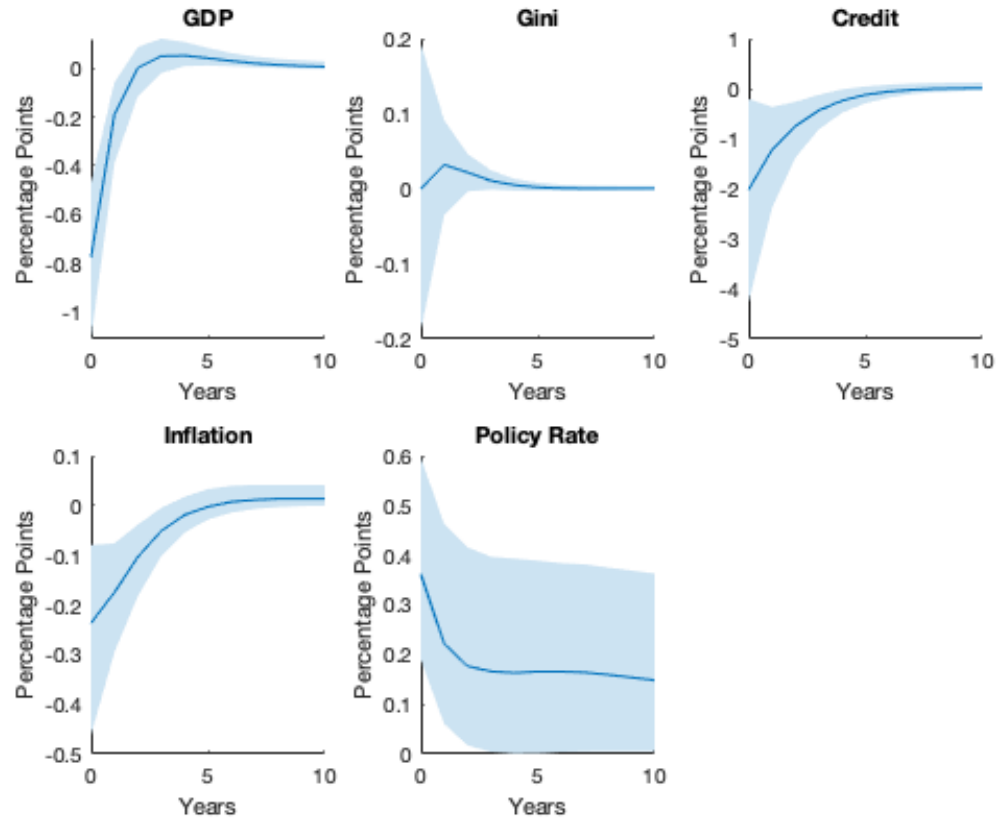 GDP
Percentage Points
0
-0.2
-0.4
-0.6
-0.8
-1
0 5 10
Years
Gini
Percentage Points
0.2
0.1
0
-0.1
-0.2
0 5 10
Years
Credit
Percentage Points
1
0
-1
-2
-3
-4
-5
0 5 10
Years
Inflation
Percentage Points
0.1
0
-0.1
-0.2
-0.3
-0.4
-0.5
0 5 10
Years
Policy Rate
Percentage Points
0.6
0.5
0.4
0.3
0.2
0.1
0
0 5 10
Years